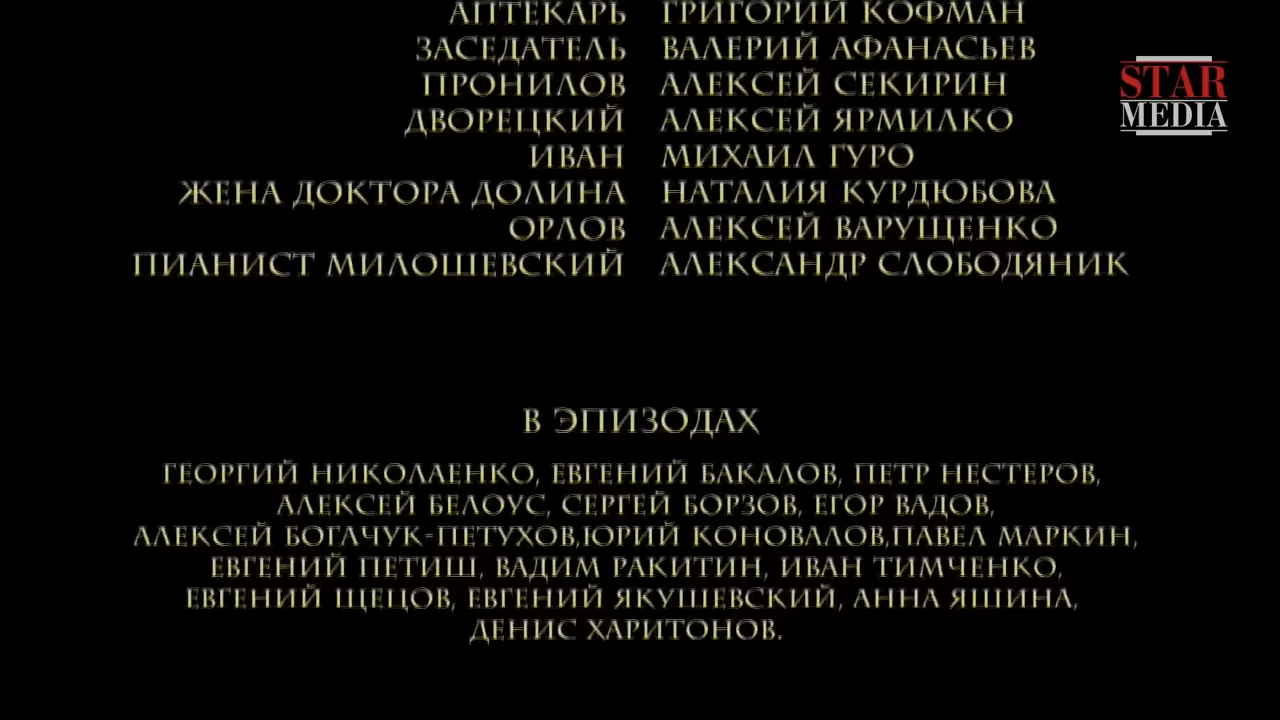 АПТЕКАРЬ ГРИГОРИЙ КОФМАН
ЗАСЕДАТЕЛЬ ВАЛЕРИЙ АФАНАСЬЕВ
STAR
ПРОНИЛОВ АЛЕКСЕЙ СЕКИРИН
MEDIA
ДВОРЕЦКИЙ АЛЕКСЕЙ ЯРМИЛКО
ИВАН МИХАИЛ ГУРО
ЖЕНА ДОКТОРА ДОЛИНА НАТАЛИЯ КУРДЮБОВА
ОРЛОВ АЛЕКСЕЙ ВАРУЩЕНКО
ПИАНИСТ МИЛОШЕВСКИЙ АЛЕКСАНДР СЛОБОДЯНИК
В ЭПИЗОДАХ
ГЕОРГИЙ НИКОЛАЕНКО, ЕВГЕНИЙ БАКАЛОВ, ПЕТР НЕСТЕРОВ,
АЛЕКСЕЙ БЕЛОУС, СЕРГЕЙ БОРЗОВ, ЕГОР ВАДОВ,
АЛЕКСЕЙ БОГАЧУК-ПЕТУХОВ,ЮРИЙ КОНОВАЛОВ,ПАВЕЛ МАРКИН,
ЕВГЕНИЙ ПЕТИШ, ВАДИМ РАКИТИН, ИВАН ТИМЧЕНКО,
ЕВГЕНИЙ ЩЕЦОВ, ЕВГЕНИЙ ЯКУШЕВСКИЙ, АННА ЯШИНА,
ДЕНИС ХАРИТОНОВ.